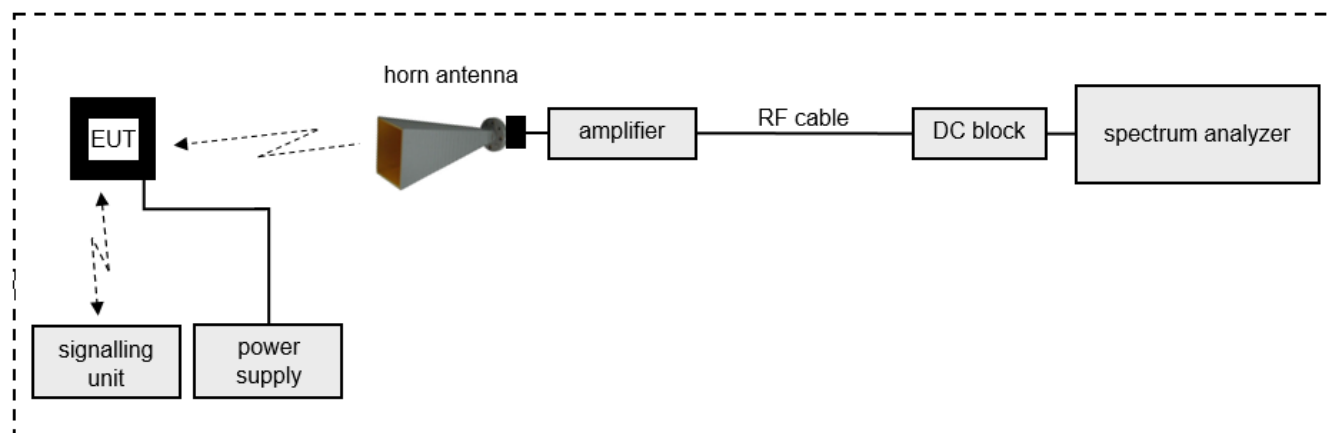 horn antenna
EUT
amplifier
RF cable
DC block
spectrum analyzer
signalling
unit
power
supply